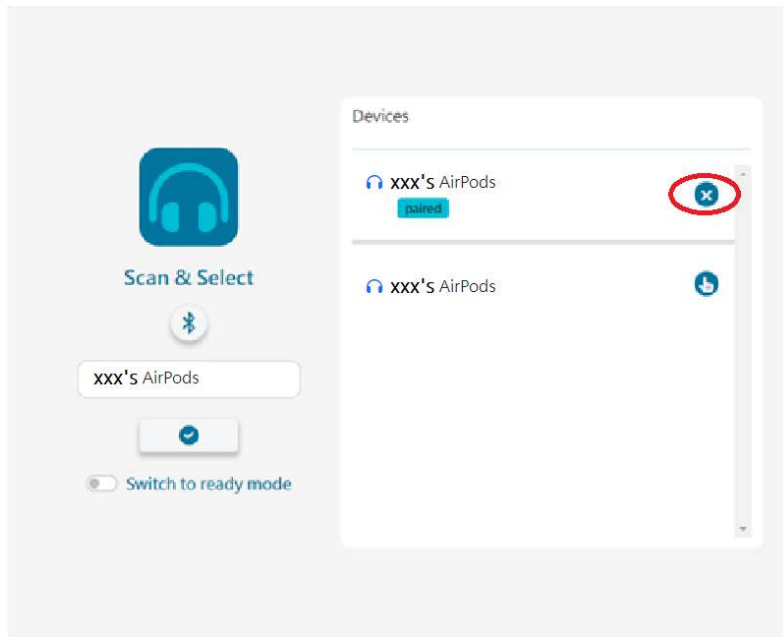 Scan & Select
xxx's AirPods
Switch to ready mode
Devices
xxx's AirPods
paired
xxx's AirPods